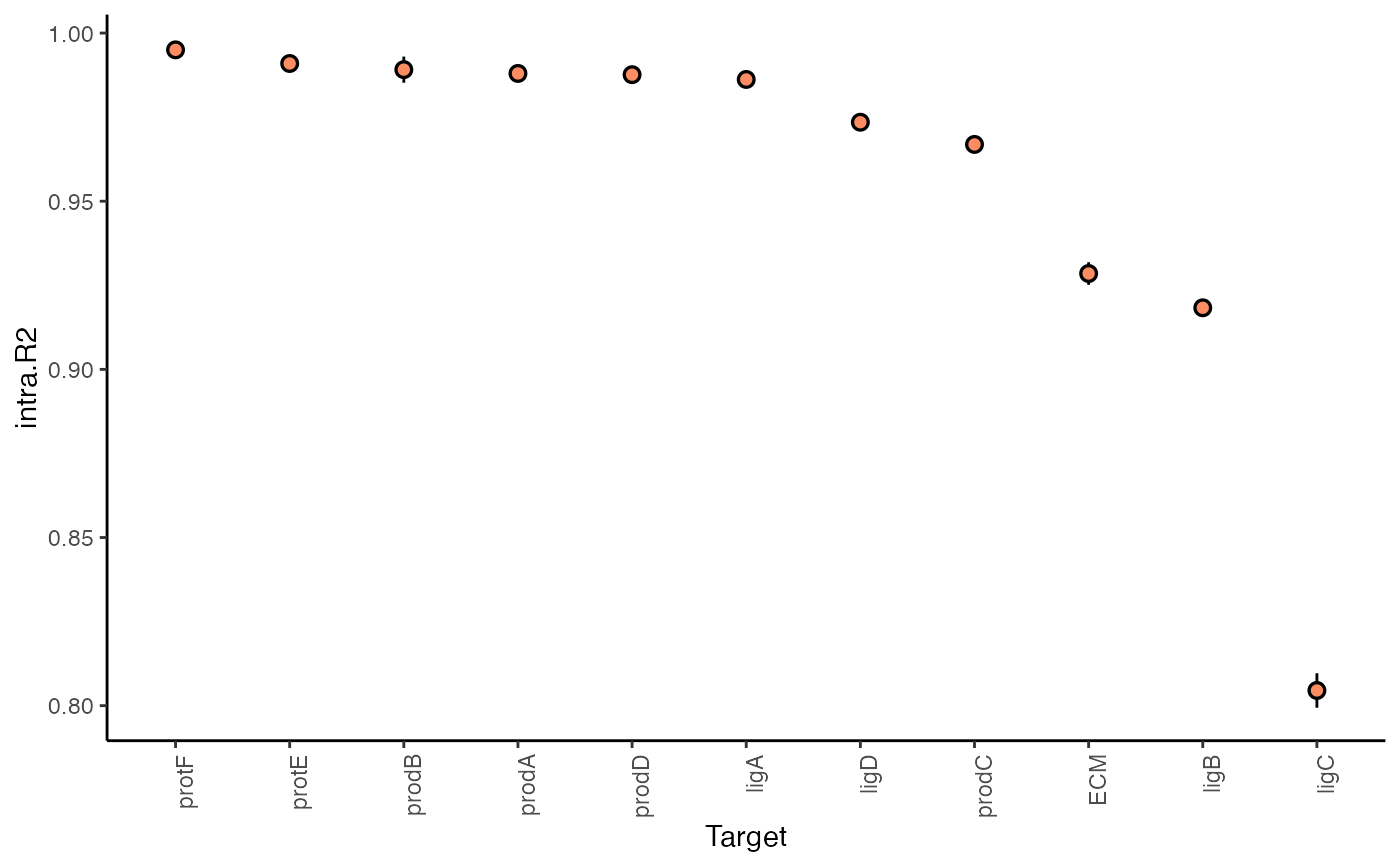 1.00
0.95
0.90
0.85
0.80
intra.R2
protF
protE
prodB
prodA
prodD
ligA
ligD
prodC
ECM
ligB
ligC
Target